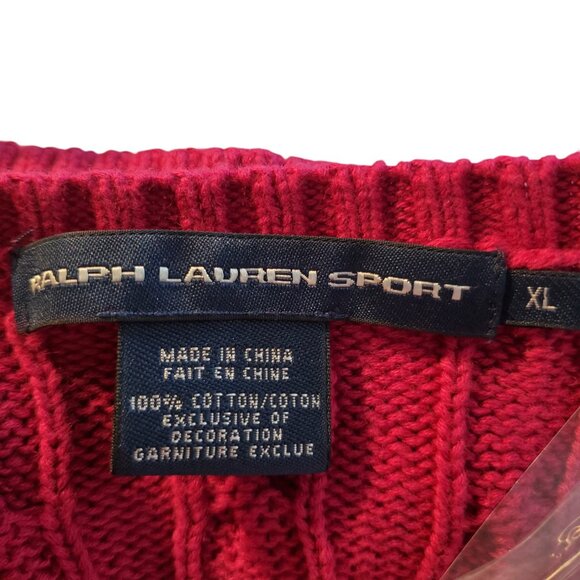 RALPH LAUREN SPORT
XL
MADE IN CHINA
FAIT EN CHINE
100% COTTON/COTON
EXCLUSIVE OF
DECORATION
GARNITURE EXCLUE